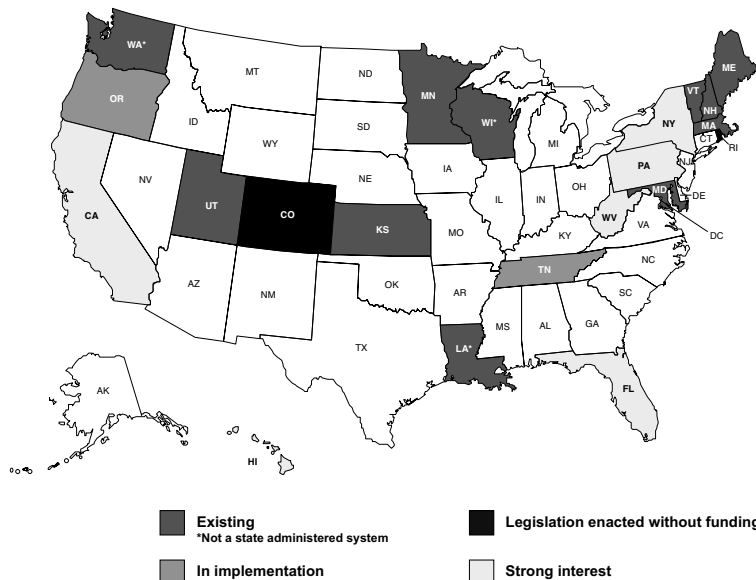 WA*
MT
ND
MN
ME
VT
NH
OR
ID
SD
WI*
NY
MA
CT
RI
WY
MI
IA
PA
NJ
NV
NE
OH
DE
CA
UT
CO
IL
IN
MD
WV
VA
DC
KS
MO
KY
AZ
NM
OK
TN
NC
AR
SC
MS
AL
GA
TX
LA*
AK
FL
HI
Existing
*Not a state administered system
Legislation enacted without funding
In implementation
Strong interest